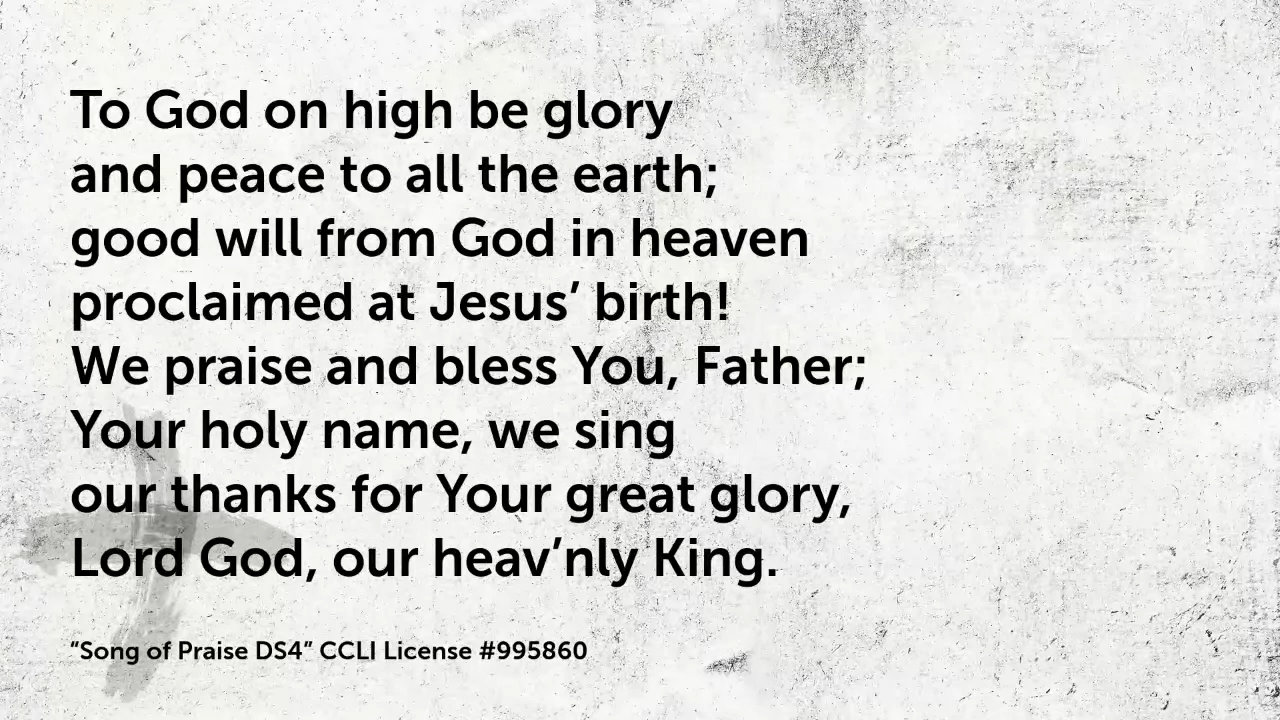 To God on high be glory
and peace to all the earth;
good will from God in heaven
proclaimed at Jesus’ birth!
We praise and bless You, Father;
Your holy name, we sing
our thanks for Your great glory,
Lord God, our heav’nly King.
“Song of Praise DS4” CCLI License #995860